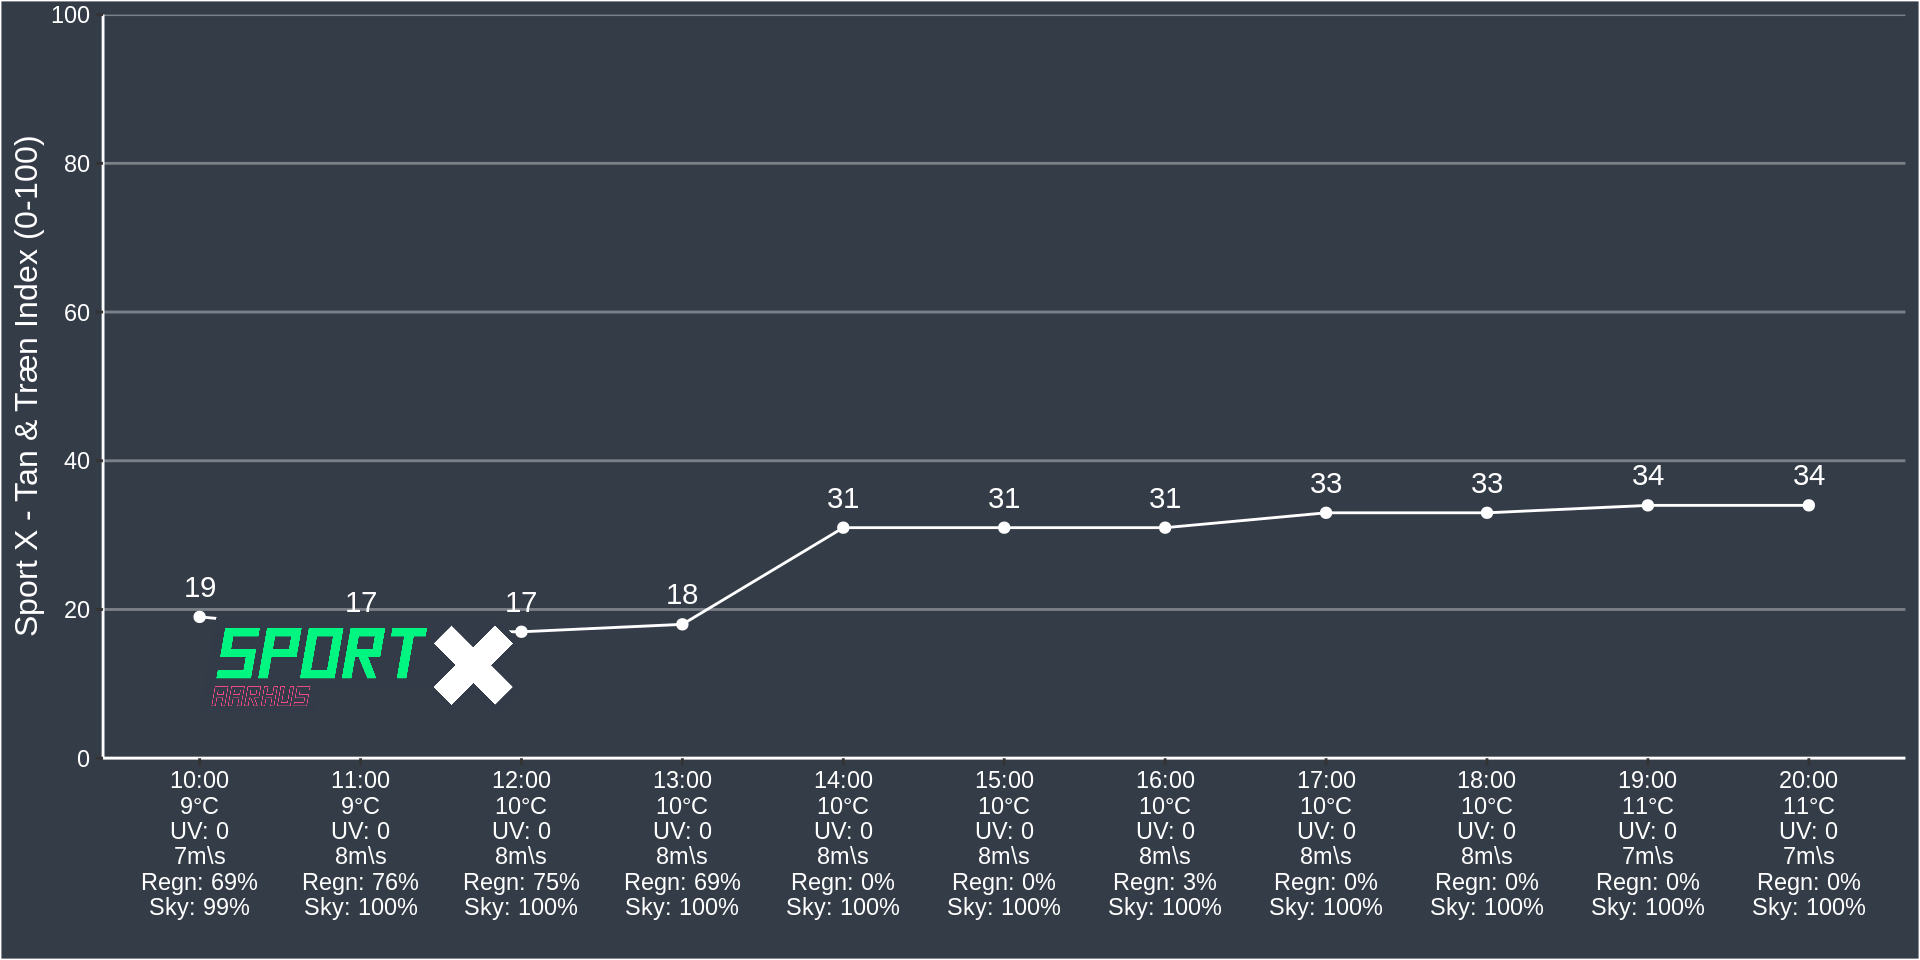 Sport X - Tan & Træn Index (0-100)
100
80
60
40
20
0
19
17
17
18
31
31
31
33
33
34
34
SPORT X
AARHUS
10:00 11:00 12:00 13:00 14:00 15:00 16:00 17:00 18:00 19:00 20:00
9°C 9°C 10°C 10°C 10°C 10°C 10°C 10°C 10°C 11°C 11°C
UV: 0 UV: 0 UV: 0 UV: 0 UV: 0 UV: 0 UV: 0 UV: 0 UV: 0 UV: 0 UV: 0
7m\s 8m\s 8m\s 8m\s 8m\s 8m\s 8m\s 8m\s 8m\s 7m\s 7m\s
Regn: 69% Regn: 76% Regn: 75% Regn: 69% Regn: 0% Regn: 0% Regn: 3% Regn: 0% Regn: 0% Regn: 0% Regn: 0%
Sky: 99% Sky: 100% Sky: 100% Sky: 100% Sky: 100% Sky: 100% Sky: 100% Sky: 100% Sky: 100% Sky: 100% Sky: 100%